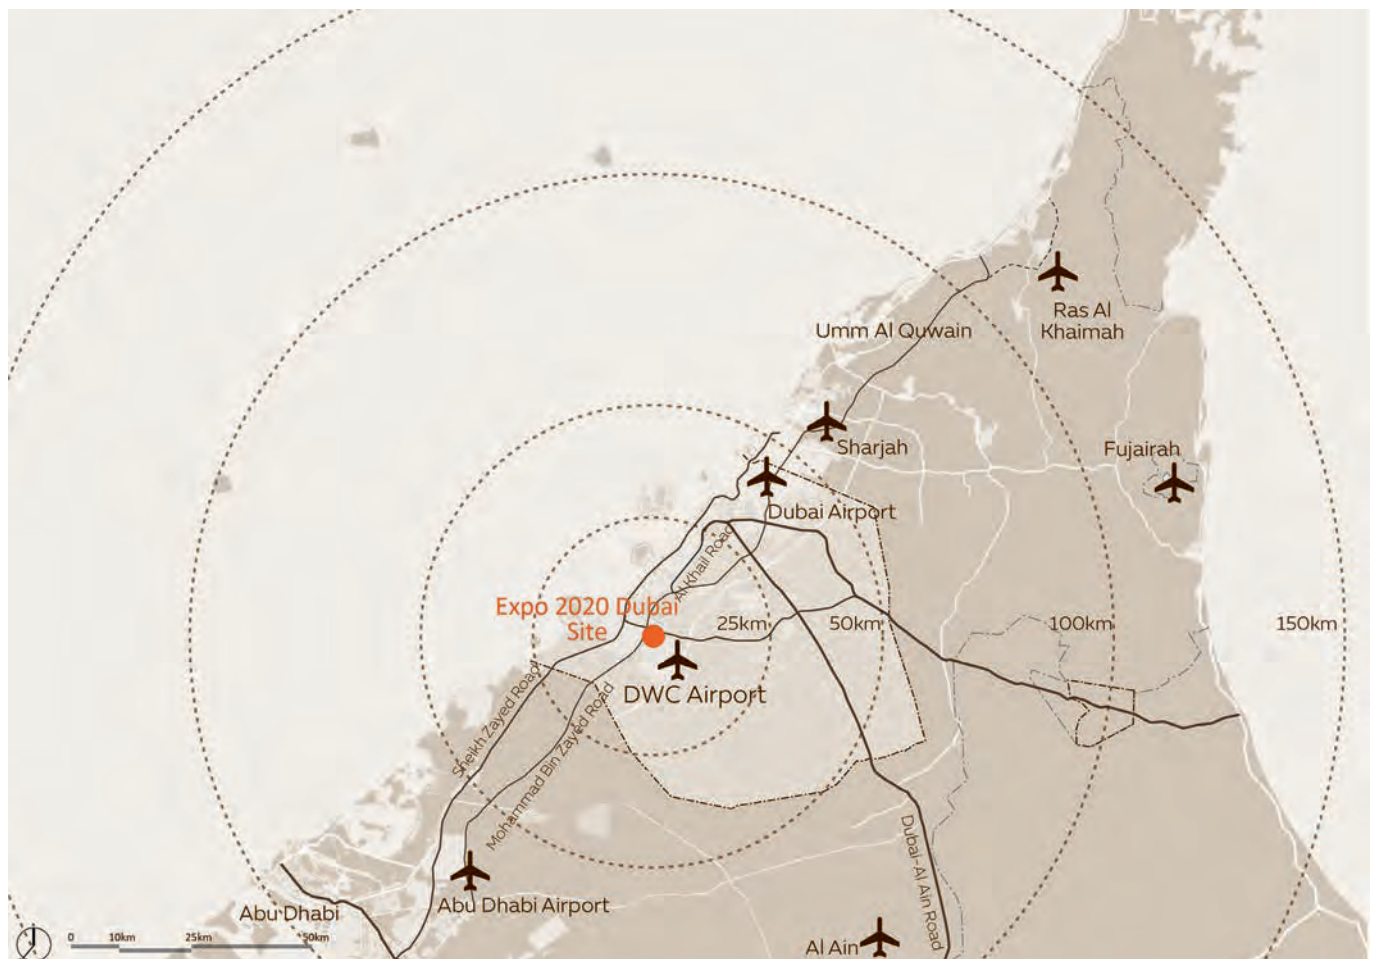 Ras Al
Khaimah
Umm Al Quwain
Sharjah
Fujairah
Dubai Airport
Al Khail Road
Expo 2020 Dubai
Site
25km
50km
100km
150km
DWC Airport
Sheikh Zayed Road
Mohammad Bin Zayed Road
Dubai-Al Ain Road
Abu Dhabi Airport
Abu Dhabi
Al Ain
0
10km
25km
50km